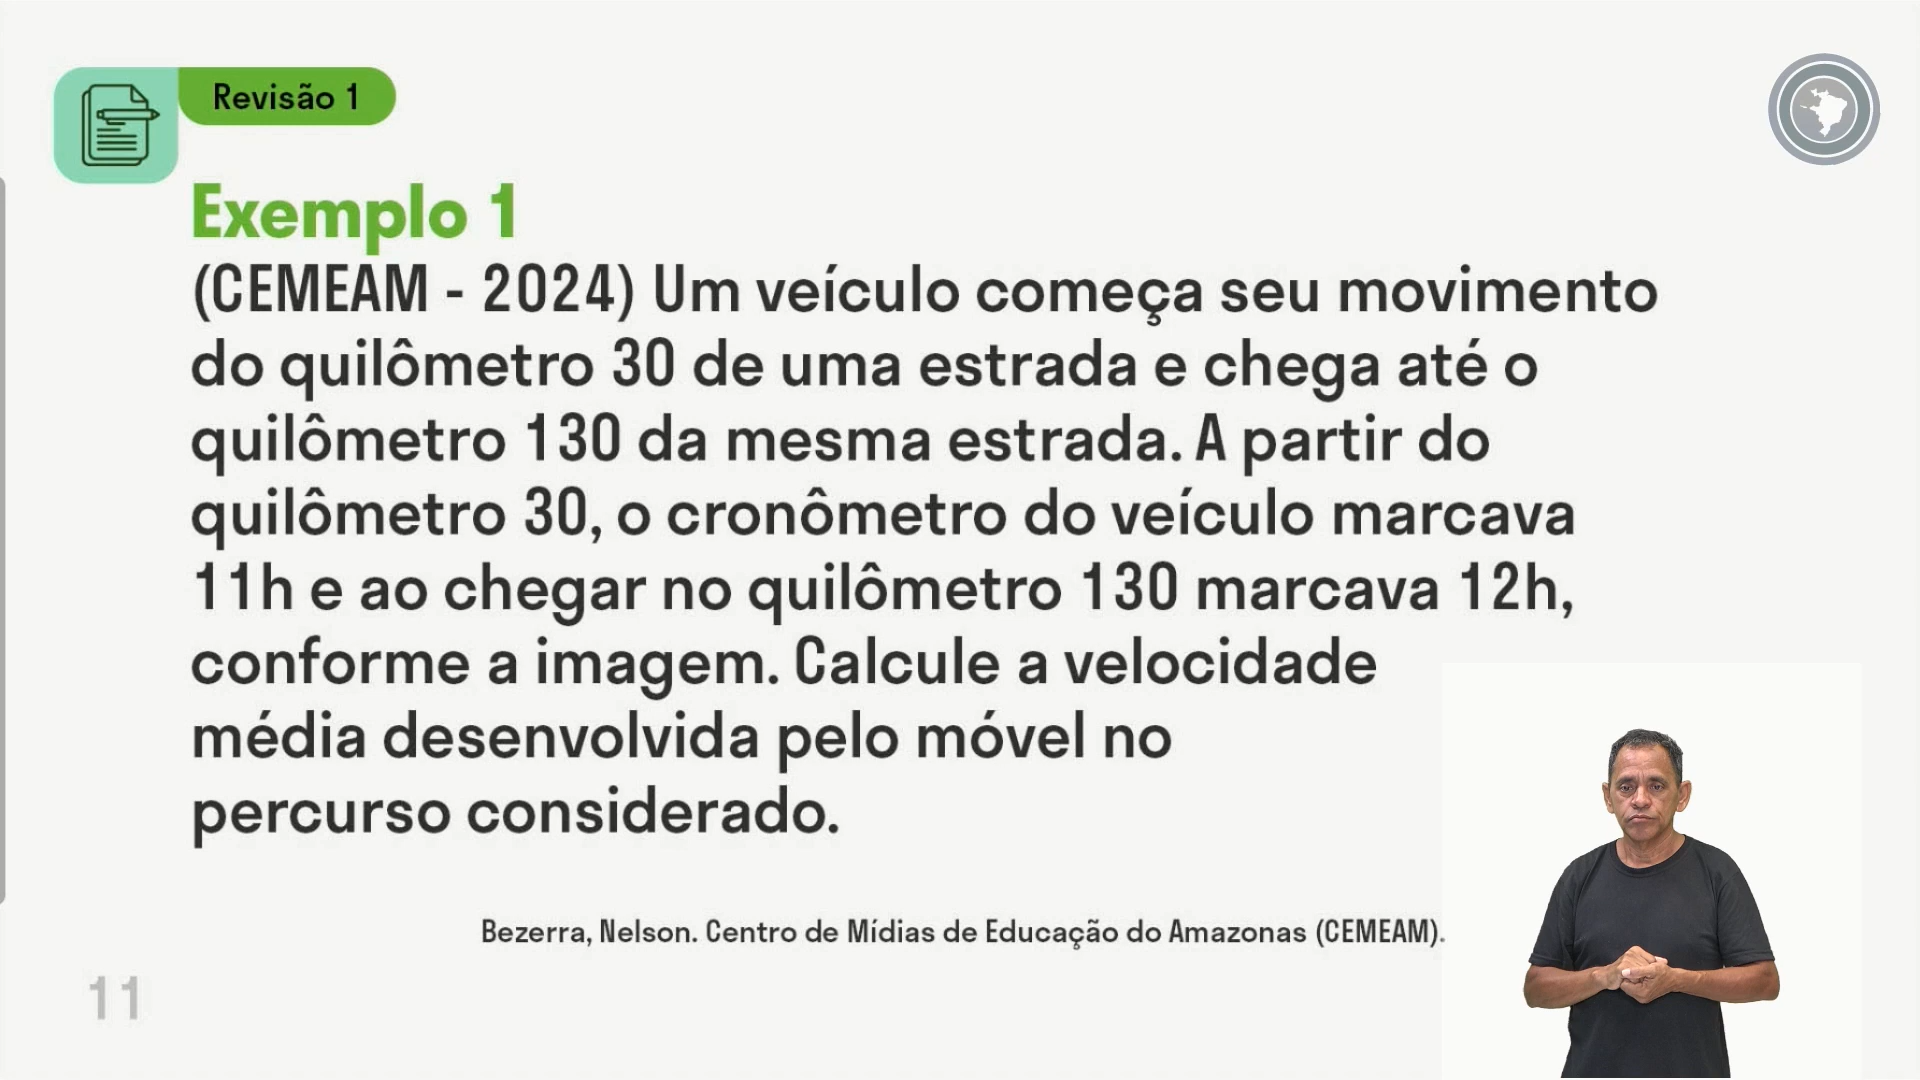 Revisão 1
Exemplo 1
(CEMEAM - 2024) Um veículo começa seu movimento
do quilômetro 30 de uma estrada e chega até o
quilômetro 130 da mesma estrada. A partir do
quilômetro 30, o cronômetro do veículo marcava
11h e ao chegar no quilômetro 130 marcava 12h,
conforme a imagem. Calcule a velocidade
média desenvolvida pelo móvel no
percurso considerado.
Bezerra, Nelson. Centro de Mídias de Educação do Amazonas (CEMEAM).
11